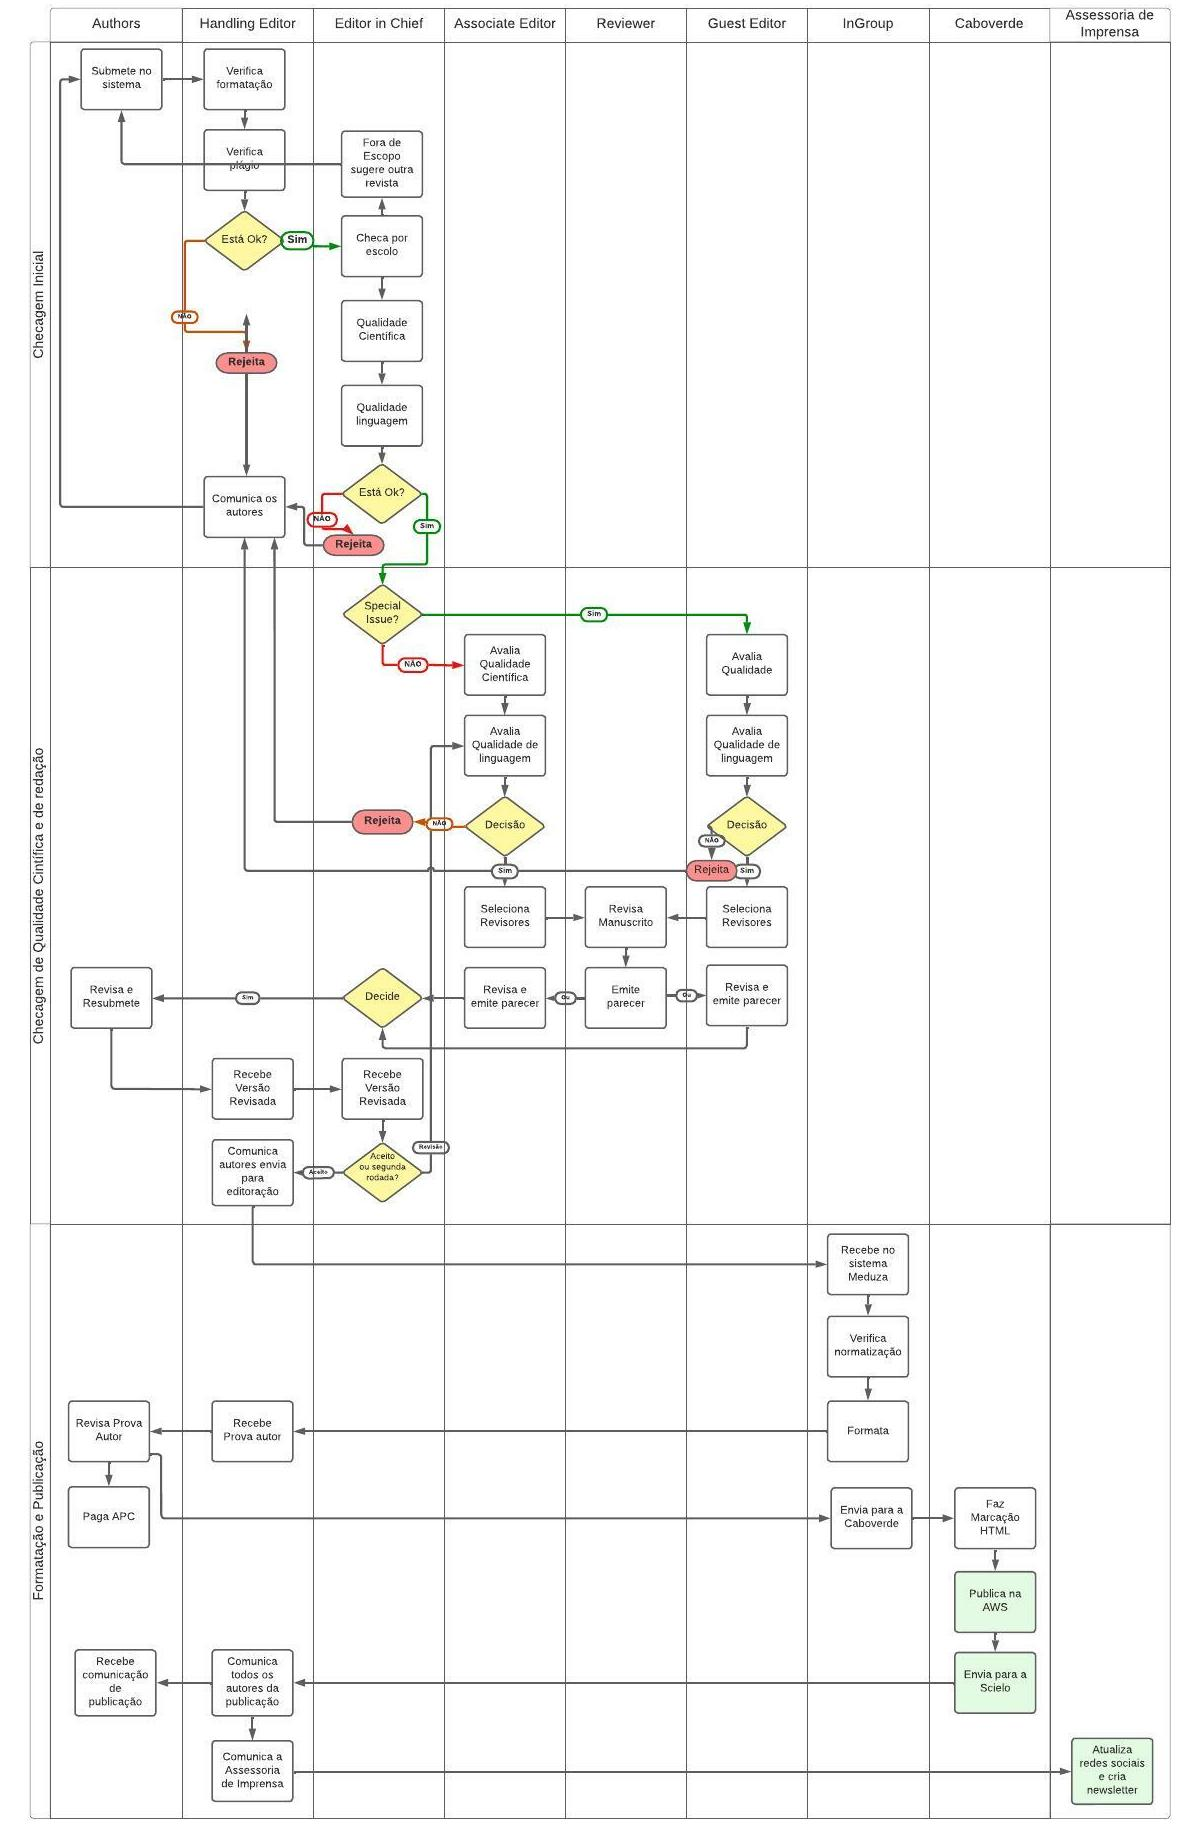 Authors
Handling Editor
Editor in Chief
Associate Editor
Reviewer
Guest Editor
InGroup
Caboverde
Assessoria de
Imprensa
Checagem Inicial
Submete no
sistema
Verifica
formatação
Verifica
plágio
Fora de
Escopo
sugere outra
revista
Está Ok?
Sim
Checa por
escolo
NÃO
Qualidade
Científica
Rejeita
Qualidade
linguagem
Comunica os
autores
Está Ok?
NÃO
Sim
Rejeita
Checagem de Qualidade Cintífica e de redação
Special
Issue?
Sim
NÃO
Avalia
Qualidade
Científica
Avalia
Qualidade
Avalia
Qualidade de
linguagem
Avalia
Qualidade de
linguagem
Rejeita
NÃO
Decisão
Decisão
NÃO
Sim
Rejeita
Sim
Seleciona
Revisores
Revisa
Manuscrito
Seleciona
Revisores
Revisa e
Resubmete
Sim
Decide
Revisa e
emite parecer
Ou
Emite
parecer
Ou
Revisa e
emite parecer
Recebe
Versão
Revisada
Recebe
Versão
Revisada
Comunica
autores envia
para
editoração
Aceito
Aceito
ou segunda
rodada?
Revisão
Formatação e Publicação
Recebe no
sistema
Meduza
Verifica
normatização
Revisa Prova
Autor
Recebe
Prova autor
Formata
Paga APC
Envia para a
Caboverde
Faz
Marcação
HTML
Publica na
AWS
Recebe
comunicação
de
publicação
Comunica
todos os
autores da
publicação
Envia para a
Scielo
Comunica a
Assessoria
de Imprensa
Atualiza
redes sociais
e cria
newsletter